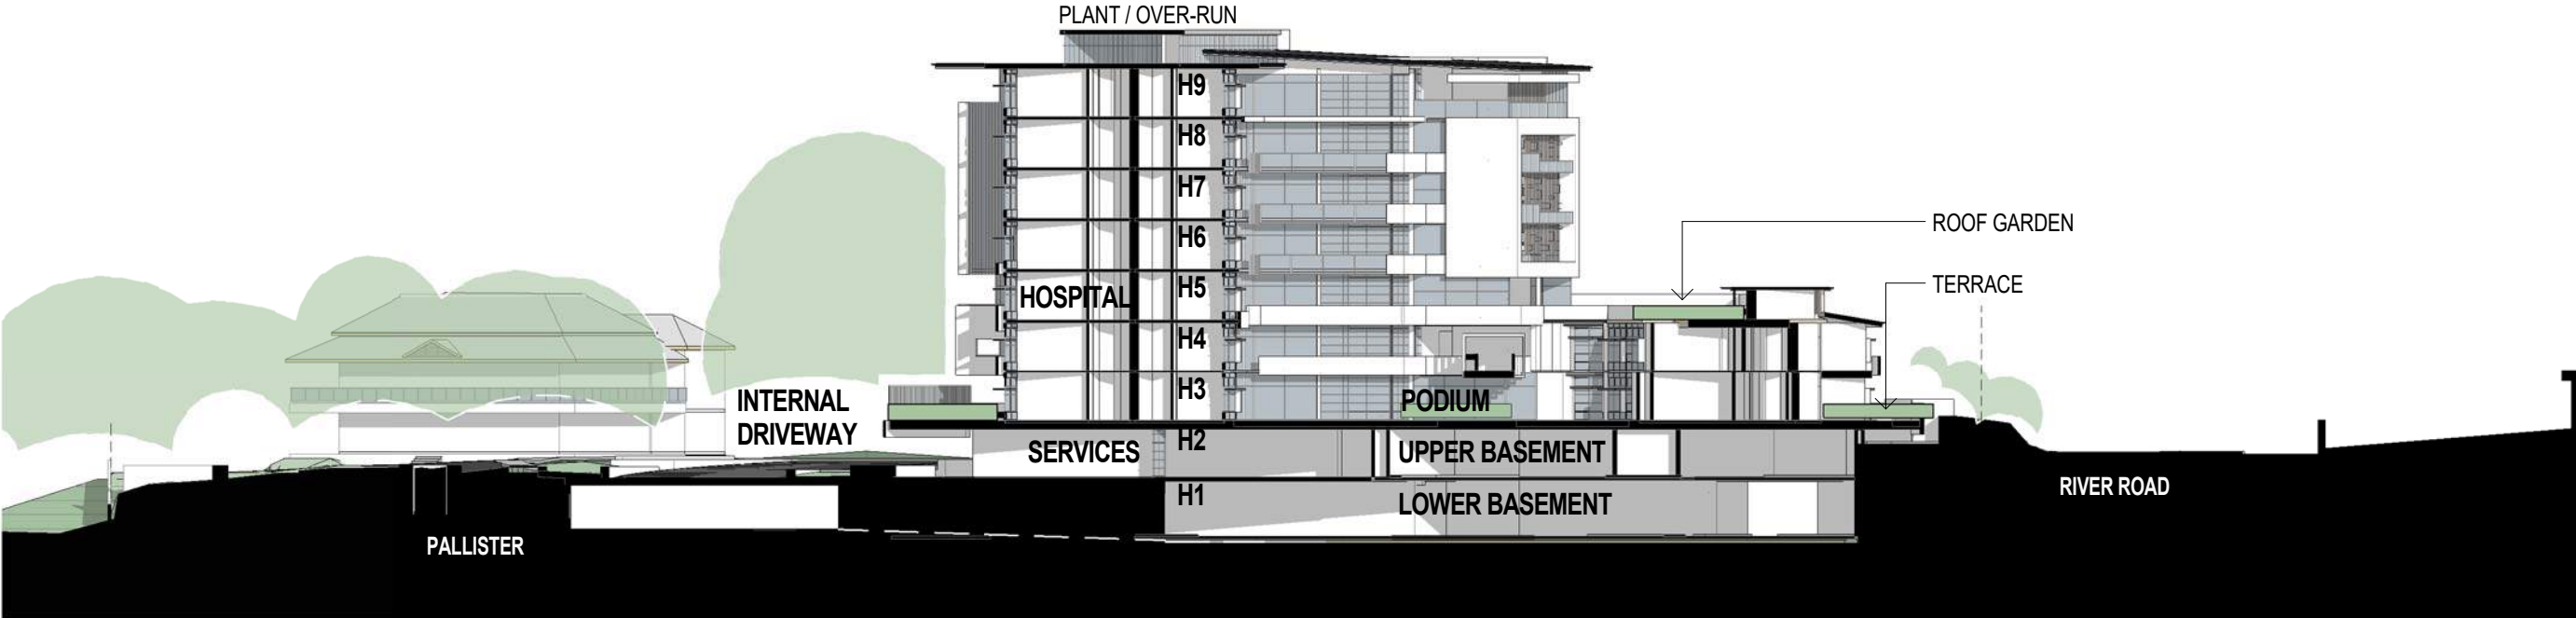 PLANT / OVER-RUN
H9
H8
H7
H6
ROOF GARDEN
H5
HOSPITAL
TERRACE
H4
H3
INTERNAL
DRIVEWAY
PODIUM
H2
SERVICES
UPPER BASEMENT
H1
LOWER BASEMENT
RIVER ROAD
PALLISTER